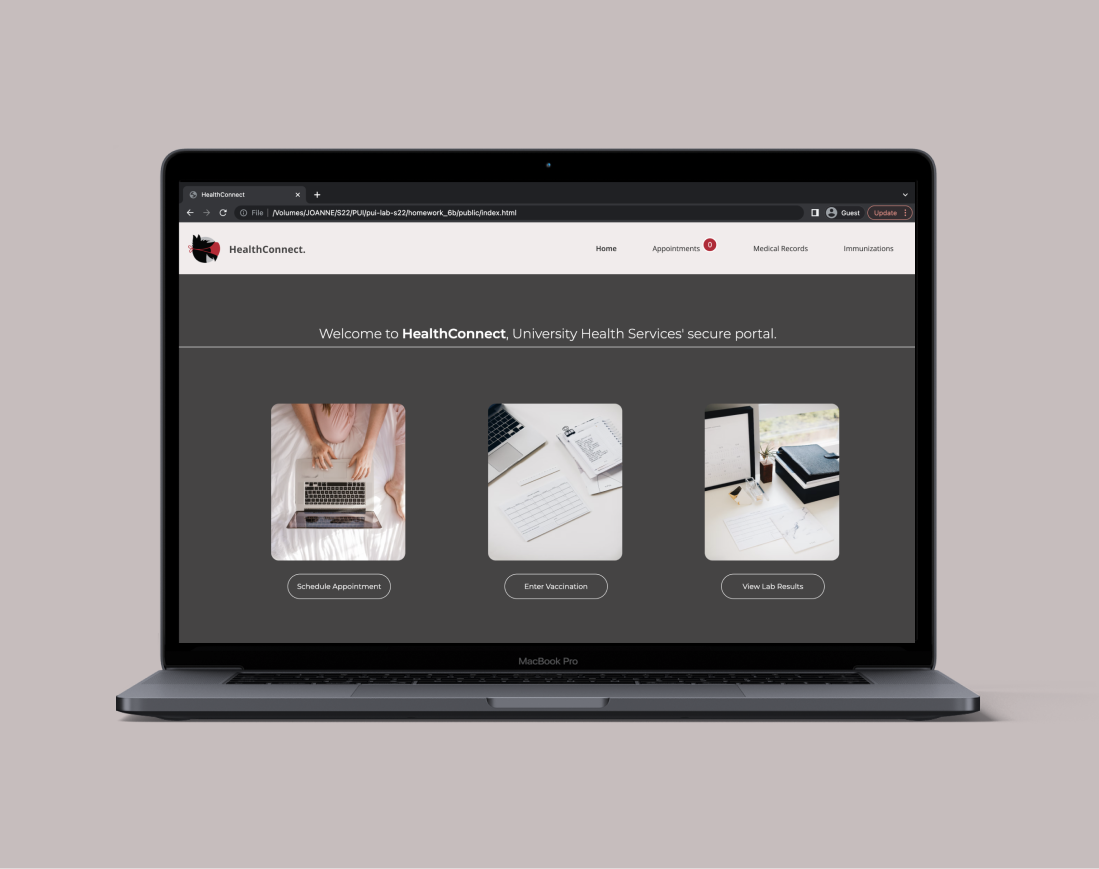 HealthConnect
File | /Volumes/JOANNE/S22/PUI/pui-lab-s22/homework_6b/public/index.html
Guest
Update
HealthConnect.
Home
Appointments 0
Medical Records
Immunizations
Welcome to HealthConnect, University Health Services' secure portal.
Schedule Appointment
Enter Vaccination
View Lab Results
MacBook Pro